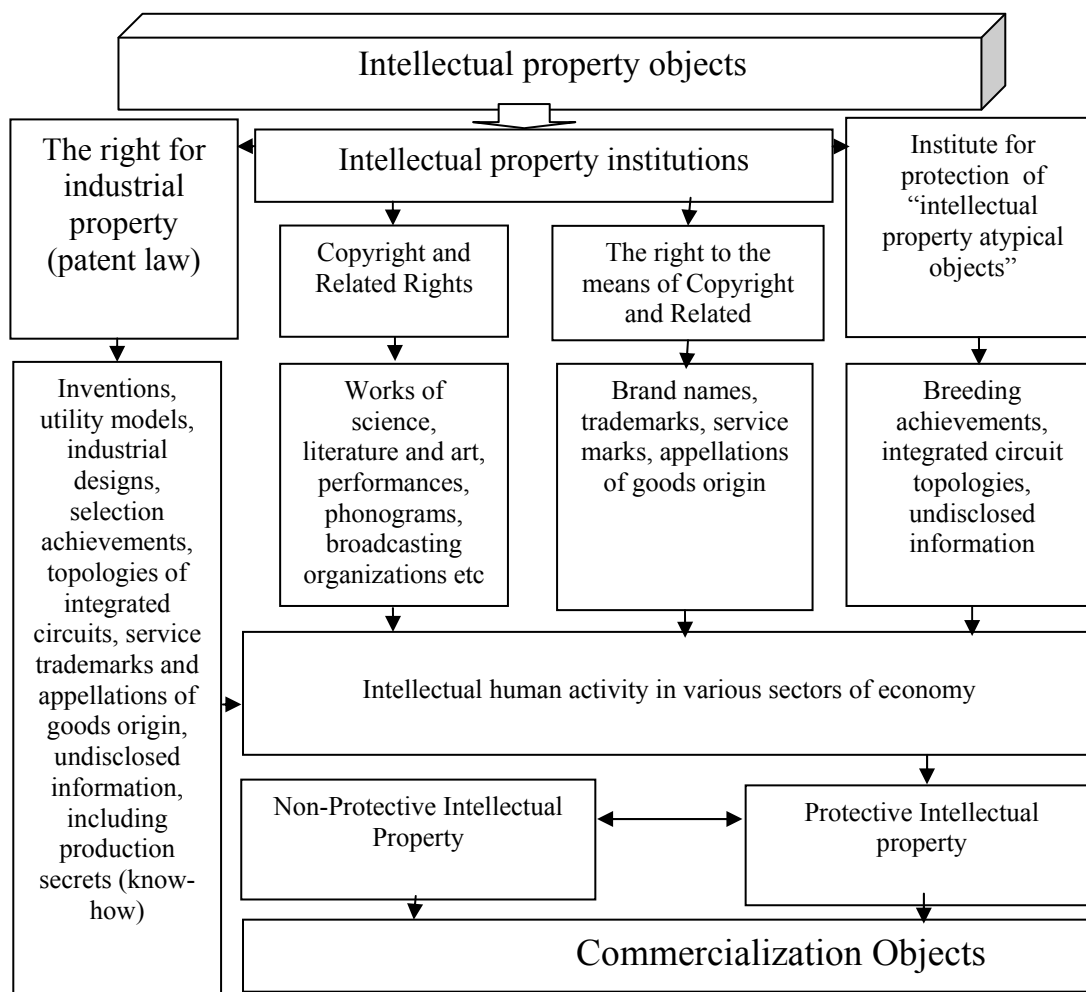 Intellectual property objects
The right for
industrial
property
(patent law)
Intellectual property institutions
Institute for
protection of
“intellectual
property atypical
objects”
Copyright and
Related Rights
The right to the
means of Copyright
and Related
Inventions,
utility models,
industrial
designs,
selection
achievements,
topologies of
integrated
circuits, service
trademarks and
appellations of
goods origin,
undisclosed
information,
including
production
secrets (know-
how)
Works of
science,
literature and art,
performances,
phonograms,
broadcasting
organizations etc
Brand names,
trademarks, service
marks, appellations
of goods origin
Breeding
achievements,
integrated circuit
topologies,
undisclosed
information
Intellectual human activity in various sectors of economy
Non-Protective Intellectual
Property
Protective Intellectual
property
Commercialization Objects